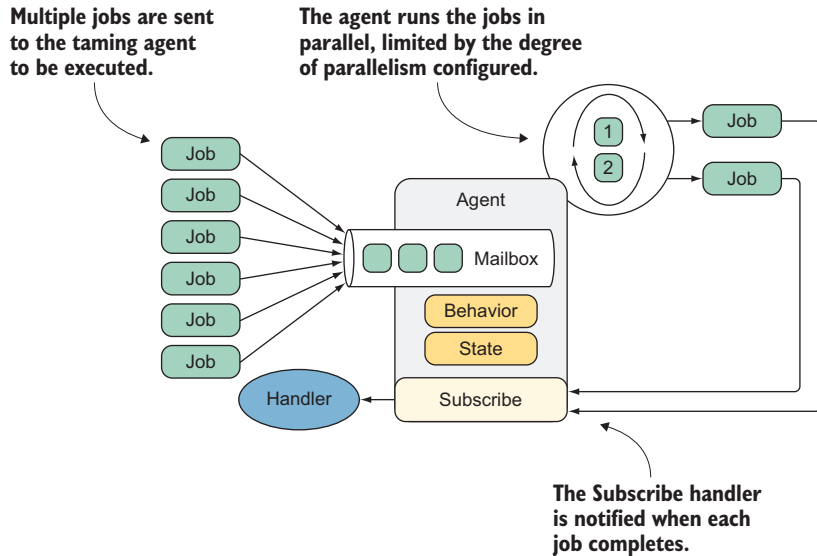 Multiple jobs are sent
to the taming agent
to be executed.
The agent runs the jobs in
parallel, limited by the degree
of parallelism configured.
Job
Job
Job
Job
Job
Job
1
2
Job
Job
Agent
Mailbox
Behavior
State
Subscribe
Handler
The Subscribe handler
is notified when each
job completes.